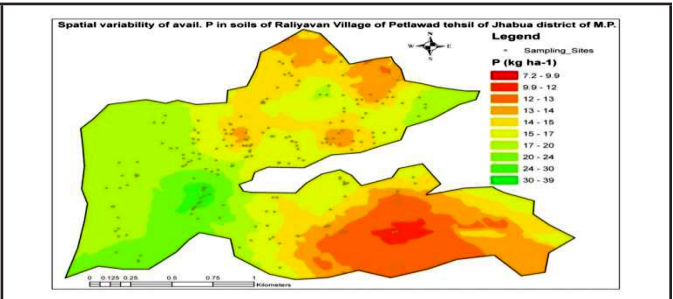 Spatial variability of avail. P in soils of Raliyavan Village of Petlawad tehsil of Jhabua district of M.P.
Legend
Sampling_Sites
P (kg ha-1)
7.2 - 9.9
9.9 - 12
12 - 13
13 - 14
14 - 15
15 - 17
17 - 20
20 - 24
24 - 30
30 - 39
N
W
E
S
0 0.125 0.25 0.5 0.75 1
Kilometers